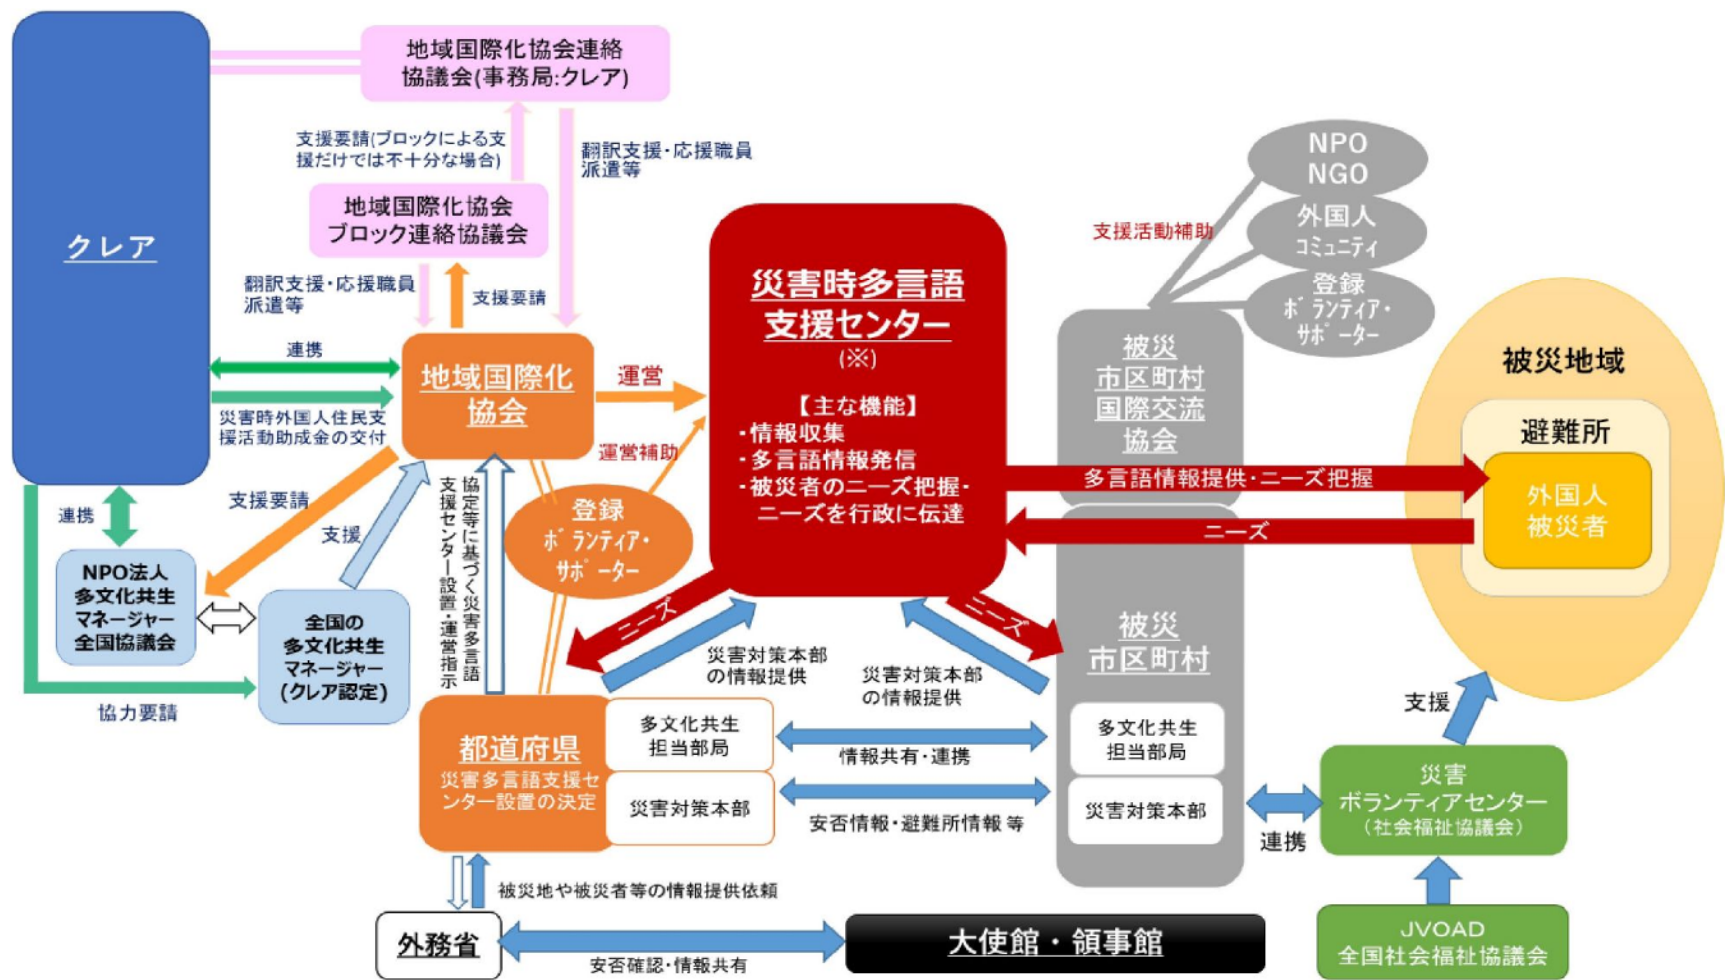 クレア
地域国際化協会連絡
協議会(事務局:クレア)
支援要請(ブロックによる支
援だけでは不十分な場合)
翻訳支援・応援職員
派遣等
地域国際化協会
ブロック連絡協議会
翻訳支援・応援職員
派遣等
支援要請
連携
災害時外国人住民支
援活動助成金の交付
地域国際化
協会
運営
運営補助
支援要請
支援
連携
NPO法人
多文化共生
マネージャー
全国協議会
全国の
多文化共生
マネージャー
(クレア認定)
協力要請
協定等に基づく災害多言語
支援センター設置・運営指示
登録
ボランティア・
サポーター
災害時多言語
支援センター
(※)
【主な機能】
・情報収集
・多言語情報発信
・被災者のニーズ把握・
ニーズを行政に伝達
NPO
NGO
外国人
コミュニティ
登録
ボランティア・
サポーター
支援活動補助
被災
市区町村
国際交流
協会
多言語情報提供・ニーズ把握
ニーズ
被災地域
避難所
外国人
被災者
ニーズ
災害対策本部
の情報提供
ニーズ
災害対策本部
の情報提供
被災
市区町村
多文化共生
担当部局
災害対策本部
都道府県
災害多言語支援セ
ンター設置の決定
多文化共生
担当部局
災害対策本部
情報共有・連携
安否情報・避難所情報 等
支援
災害
ボランティアセンター
(社会福祉協議会)
連携
JVOAD
全国社会福祉協議会
被災地や被災者等の情報提供依頼
外務省
安否確認・情報共有
大使館・領事館